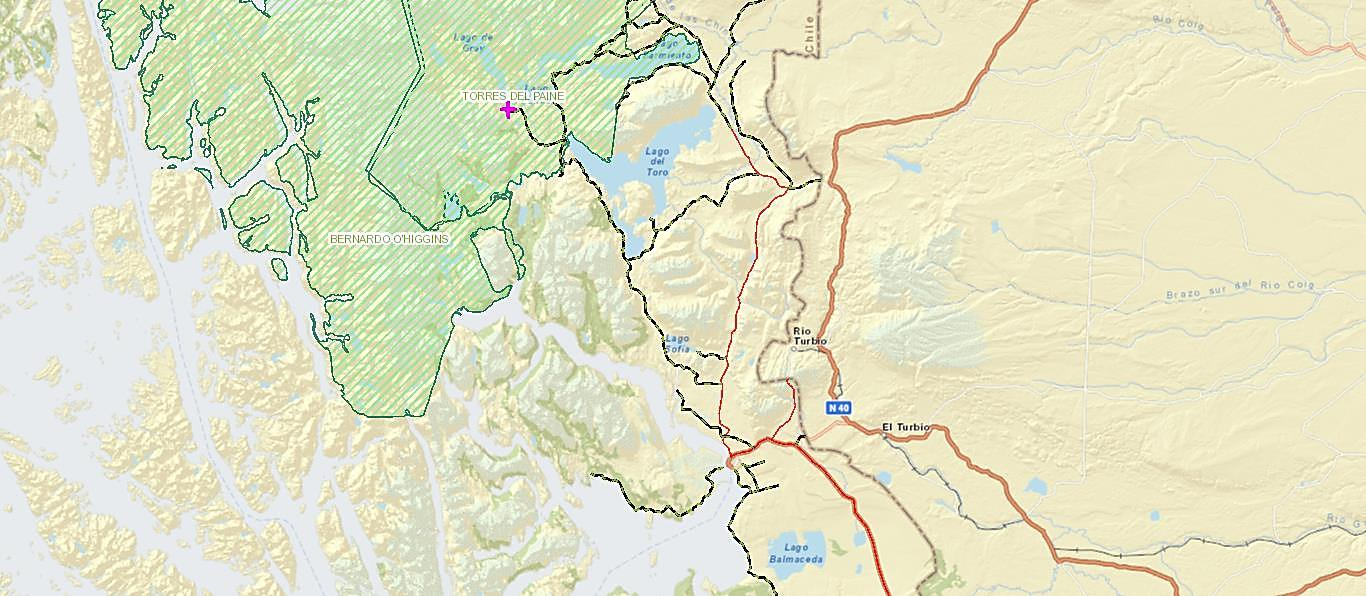 Rio Coig
Chile
Lago de
Grey
Lago
Sarmiento
TORRES DEL PAINE
Lago
del
Toro
BERNARDO O'HIGGINS
Brazo sur del Rio Coig
Rio
Turbio
Lago
Sofia
N 40
El Turbio
Lago
Balmaceda